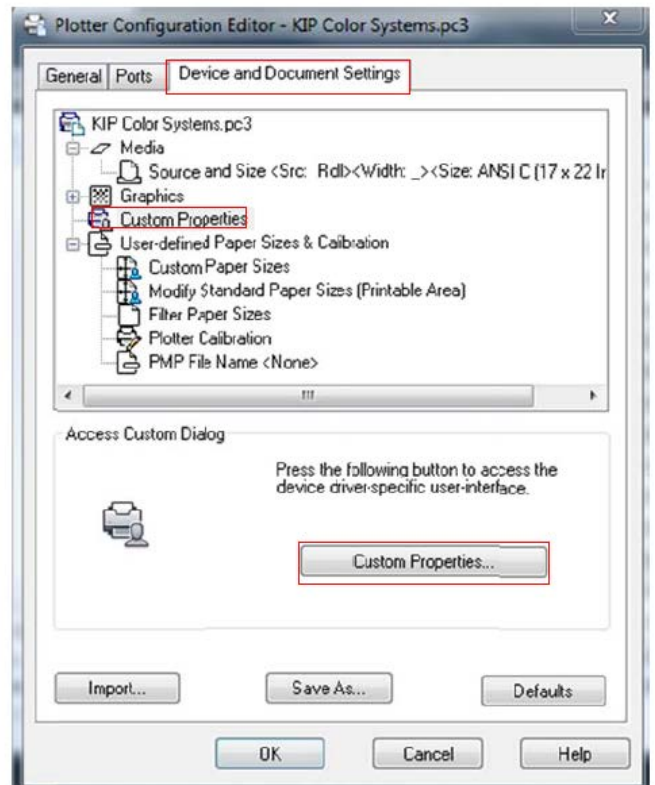 Plotter Configuration Editor - KIP Color Systems.pc3
General Ports Device and Document Settings
KIP Color Systems.pc3
Media
Source and Size <Src: Rdl><Width: _><Size: ANSI C (17 x 22 Ir
Graphics
Custom Properties
User-defined Paper Sizes & Calibration
Custom Paper Sizes
Modify Standard Paper Sizes (Printable Area)
Filter Paper Sizes
Plotter Calibration
PMP File Name <None>
Access Custom Dialog
Press the following button to access the
device driver-specific user-interface.
Custom Properties...
Import... Save As... Defaults
OK Cancel Help